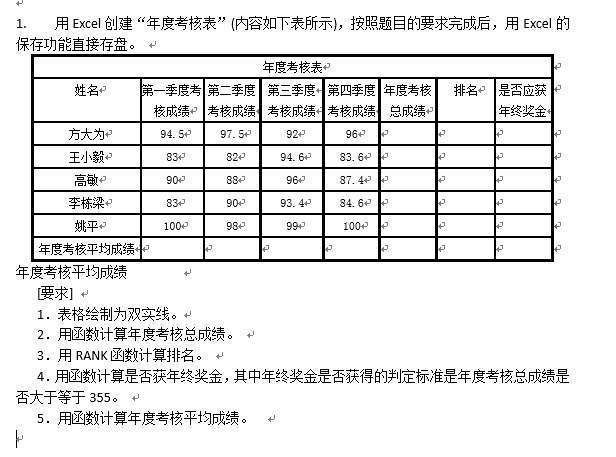 1. 用 Excel 创建“年度考核表”(内容如下表所示)，按照题目的要求完成后，用 Excel 的
保存功能直接存盘。
年度考核表
姓名 第一季度考核成绩 第二季度考核成绩 第三季度考核成绩 第四季度考核成绩 年度考核总成绩 排名 是否应获年终奖金
方大为 94.5 97.5 92 96
王小毅 83 82 94.6 83.6
高敏 90 88 96 87.4
李栋梁 83 90 93.4 84.6
姚平 100 98 99 100
年度考核平均成绩
年度考核平均成绩
[要求]
1．表格绘制为双实线。
2．用函数计算年度考核总成绩。
3．用 RANK 函数计算排名。
4．用函数计算是否获年终奖金，其中年终奖金是否获得的判定标准是年度考核总成绩是
否大于等于 355。
5．用函数计算年度考核平均成绩。